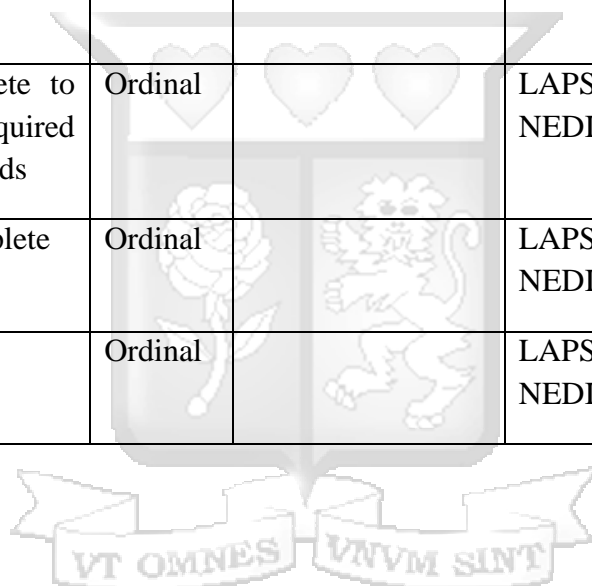 ete to Ordinal LAPS
quired NEDI
ds
plete Ordinal LAPS
NEDI
Ordinal LAPS
NEDI
VT OMNES VNVM SINT